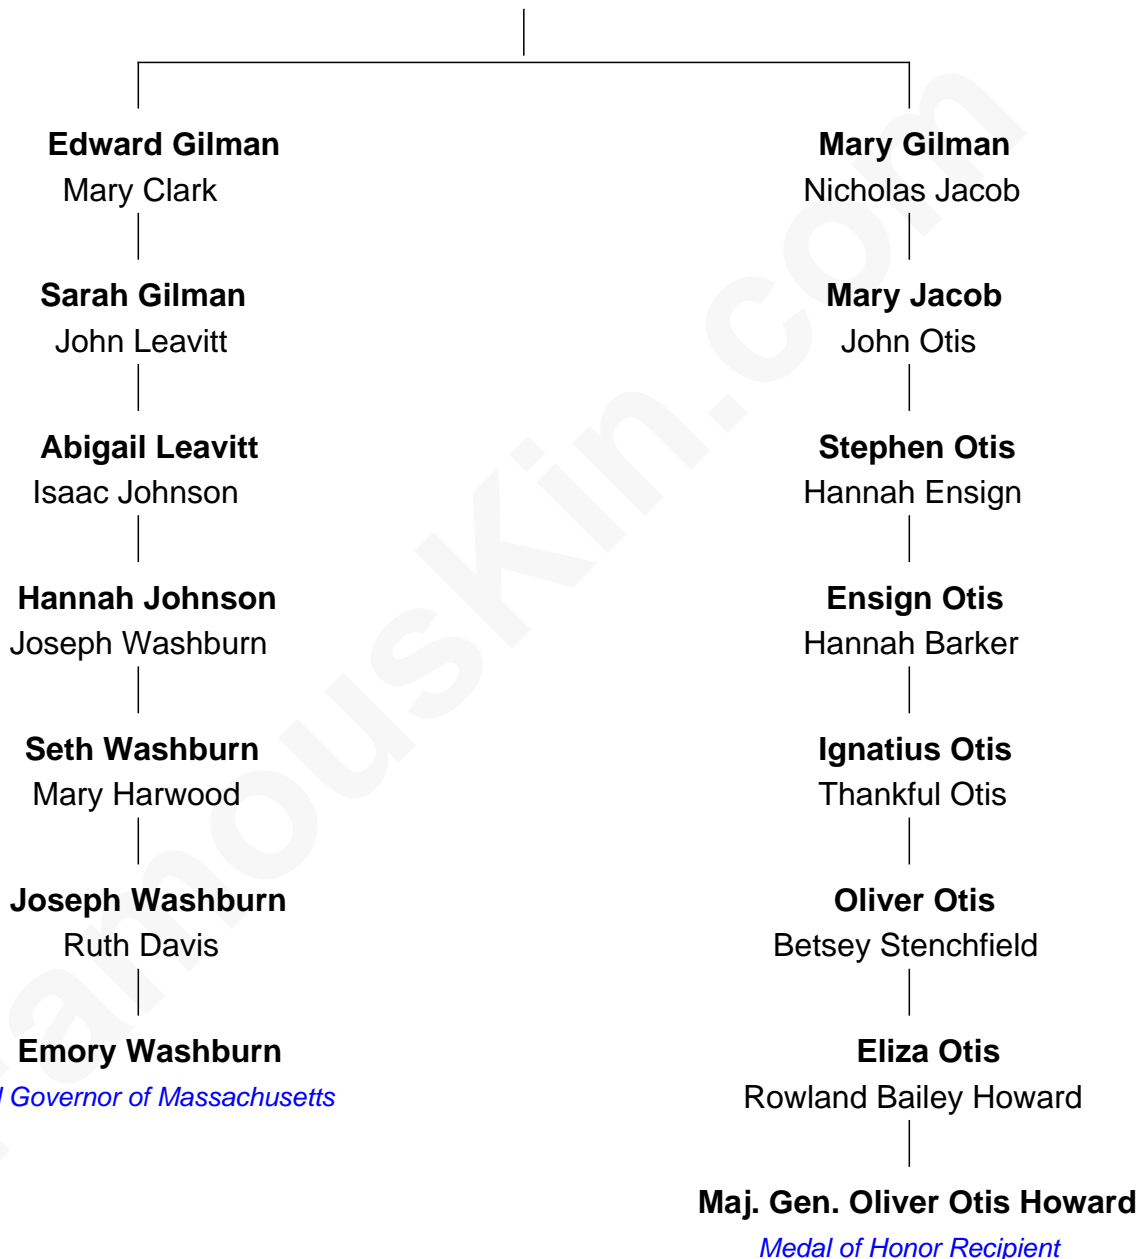 Edward Gilman
Mary Clark
Sarah Gilman
John Leavitt
Abigail Leavitt
Isaac Johnson
Hannah Johnson
Joseph Washburn
Seth Washburn
Mary Harwood
Joseph Washburn
Ruth Davis
Emory Washburn
Governor of Massachusetts
Mary Gilman
Nicholas Jacob
Mary Jacob
John Otis
Stephen Otis
Hannah Ensign
Ensign Otis
Hannah Barker
Ignatius Otis
Thankful Otis
Oliver Otis
Betsey Stenchfield
Eliza Otis
Rowland Bailey Howard
Maj. Gen. Oliver Otis Howard
Medal of Honor Recipient
FamousKin.com